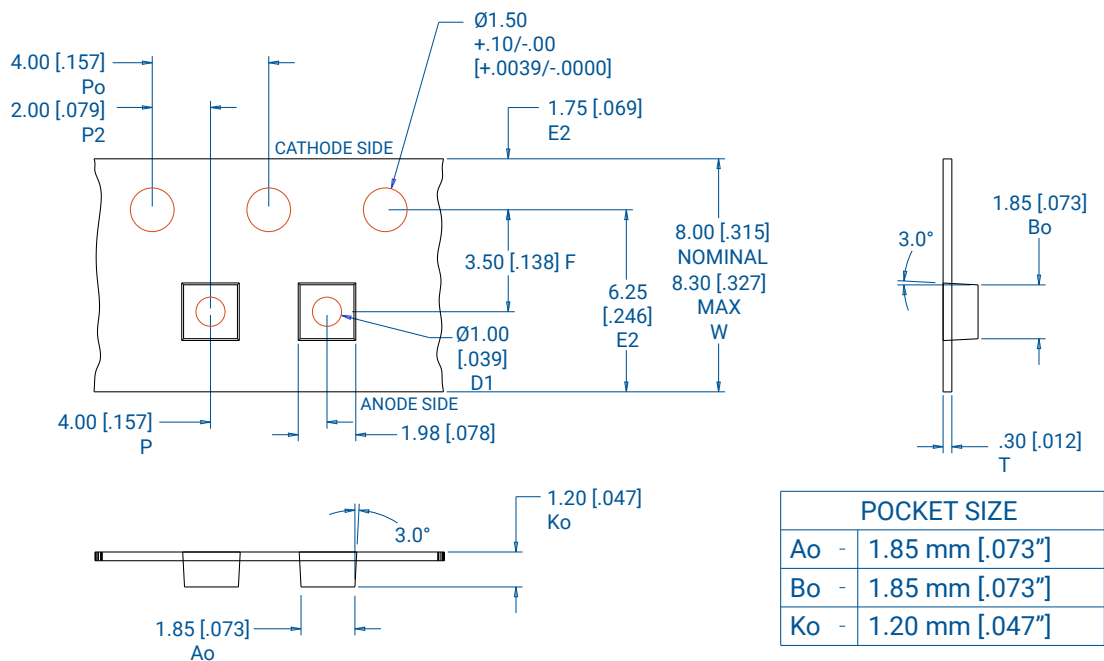 4.00 [.157]
Po
2.00 [.079]
P2
Ø1.50
+.10/-.00
[+.0039/-.0000]
1.75 [.069]
E2
CATHODE SIDE
3.50 [.138] F
Ø1.00
[.039]
D1
6.25
[.246]
E2
8.00 [.315]
NOMINAL
8.30 [.327]
MAX
W
ANODE SIDE
4.00 [.157]
P
1.98 [.078]
3.0°
1.85 [.073]
Bo
.30 [.012]
T
1.20 [.047]
Ko
3.0°
1.85 [.073]
Ao
POCKET SIZE
Ao - 1.85 mm [.073”]
Bo - 1.85 mm [.073”]
Ko - 1.20 mm [.047”]